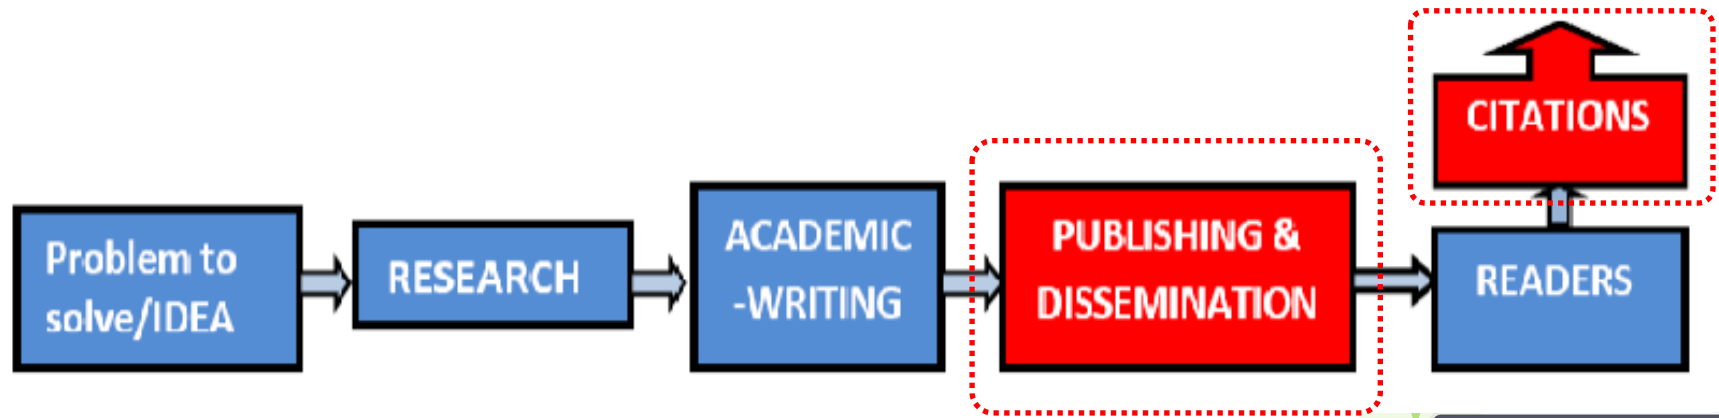 Problem to
solve/IDEA
RESEARCH
ACADEMIC
-WRITING
PUBLISHING &
DISSEMINATION
READERS
CITATIONS